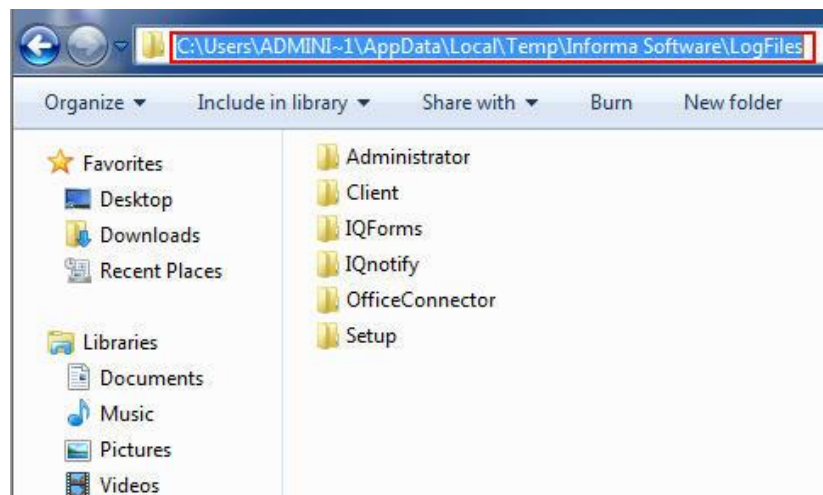 C:\Users\ADMINI~1\AppData\Local\Temp\Informa Software\LogFiles
Organize Include in library Share with Burn New folder
Favorites
Desktop
Downloads
Recent Places
Libraries
Documents
Music
Pictures
Videos
Administrator
Client
IQForms
IQnotify
OfficeConnector
Setup